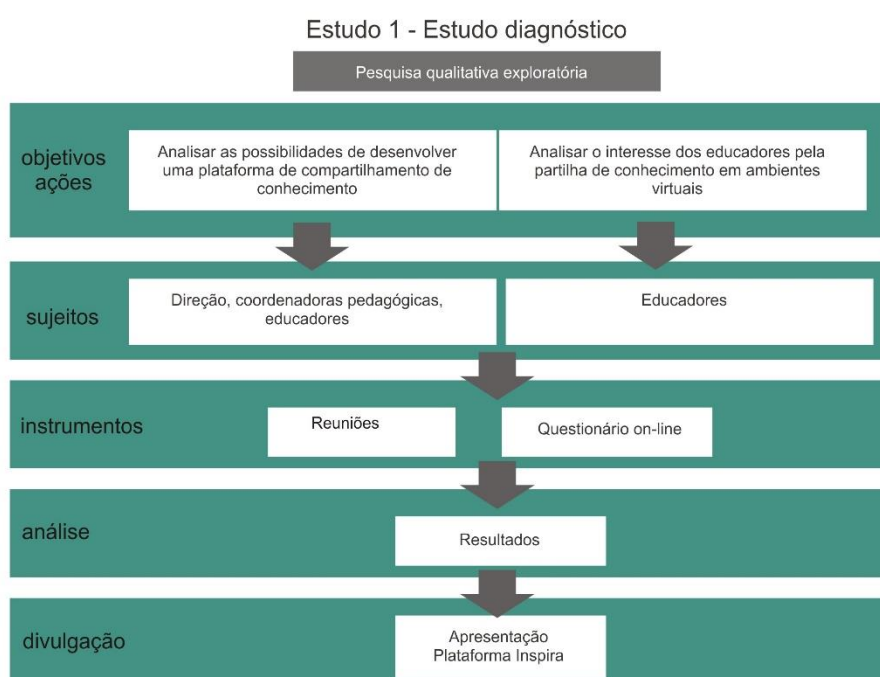 Estudo 1 - Estudo diagnóstico
Pesquisa qualitativa exploratória
objetivos
ações
Analisar as possibilidades de desenvolver
uma plataforma de compartilhamento de
conhecimento
Analisar o interesse dos educadores pela
partilha de conhecimento em ambientes
virtuais
sujeitos
Direção, coordenadoras pedagógicas,
educadores
Educadores
instrumentos
Reuniões
Questionário on-line
análise
Resultados
divulgação
Apresentação
Plataforma Inspira